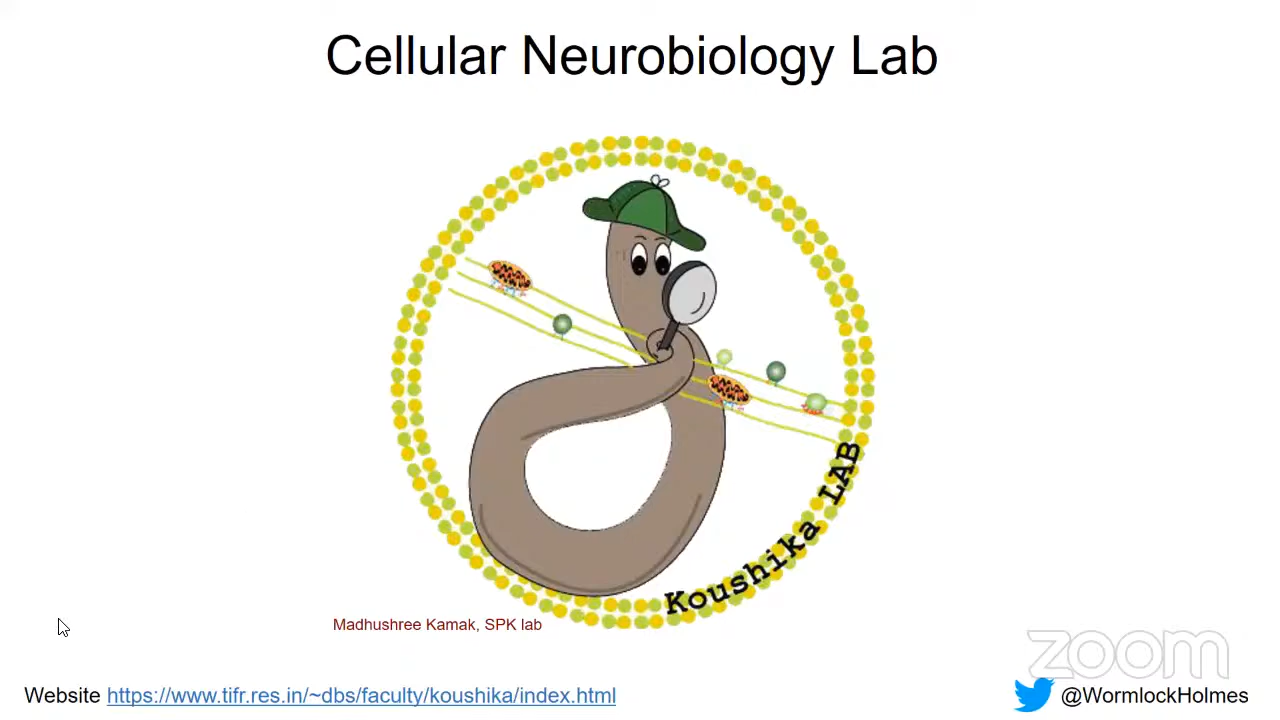 Cellular Neurobiology Lab
Koushika LAB
Madhushree Kamak, SPK lab
zoom
Website https://www.tifr.res.in/~dbs/faculty/koushika/index.html
@WormlockHolmes